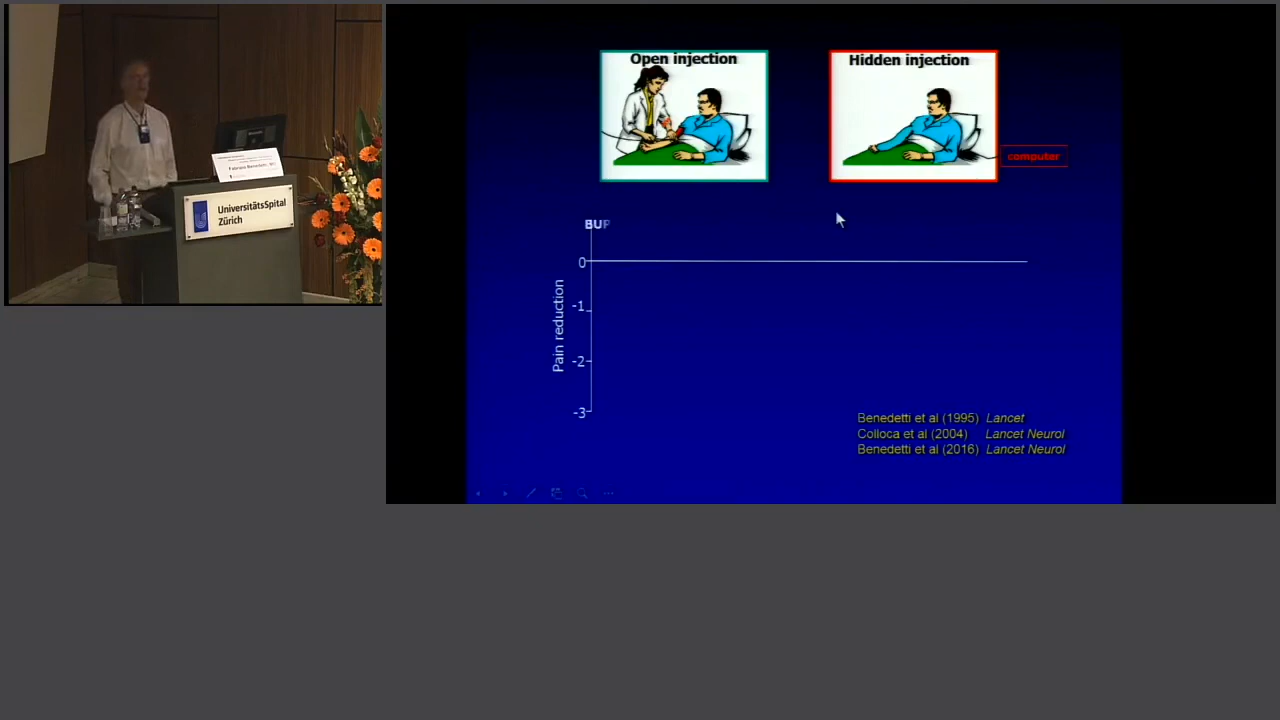 Open injection
Hidden injection
computer
UniversitätsSpital
Zürich
BUP
0
-1
-2
-3
Pain reduction
Benedetti et al (1995) Lancet
Colloca et al (2004) Lancet Neurol
Benedetti et al (2016) Lancet Neurol